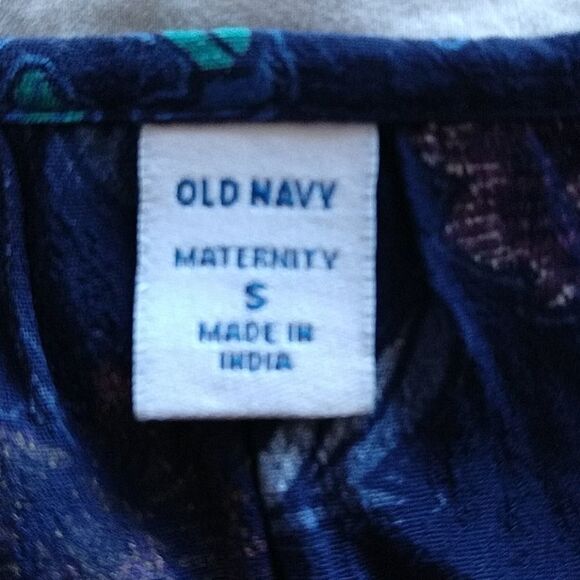 OLD NAVY
MATERNITY
S
MADE IN
INDIA